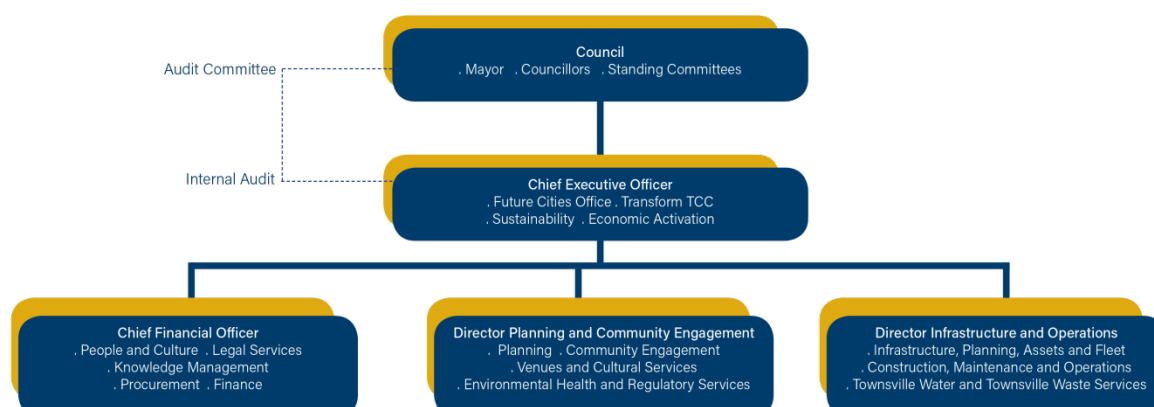 Council
Audit Committee
. Mayor . Councillors . Standing Committees
Internal Audit
Chief Executive Officer
. Future Cities Office . Transform TCC
. Sustainability . Economic Activation
Chief Financial Officer
. People and Culture . Legal Services
. Knowledge Management
. Procurement . Finance
Director Planning and Community Engagement
. Planning . Community Engagement
. Venues and Cultural Services
. Environmental Health and Regulatory Services
Director Infrastructure and Operations
. Infrastructure, Planning, Assets and Fleet
. Construction, Maintenance and Operations
. Townsville Water and Townsville Waste Services